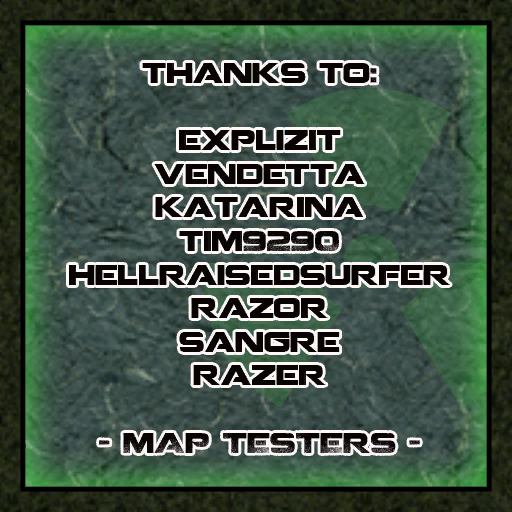 THANKS TO:
EXPLIZIT
VENDETTA
KATARINA
TIM9290
HELLRAISEDSURFER
RAZOR
SANGRE
RAZER
- MAP TESTERS -